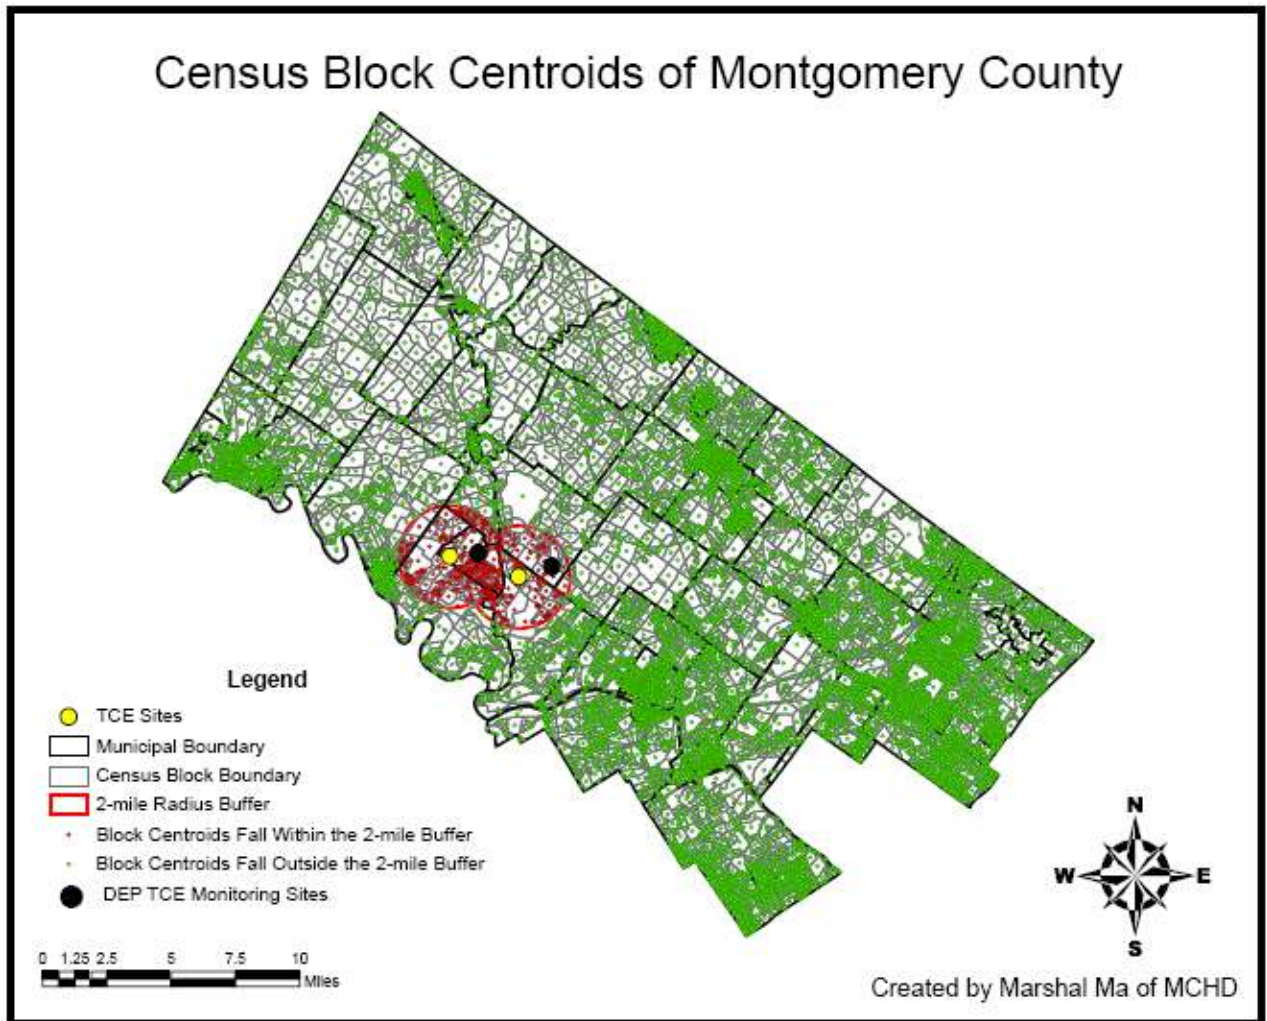 Census Block Centroids of Montgomery County
Legend
TCE Sites
Municipal Boundary
Census Block Boundary
2-mile Radius Buffer
Block Centroids Fall Within the 2-mile Buffer
Block Centroids Fall Outside the 2-mile Buffer
DEP TCE Monitoring Sites
0 1.25 2.5 5 7.5 10
Miles
N
W E
S
Created by Marshal Ma of MCHD